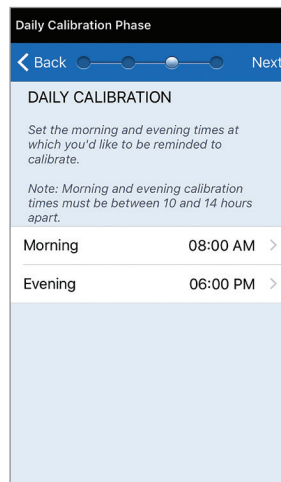 Daily Calibration Phase
Back
Next
DAILY CALIBRATION
Set the morning and evening times at
which you'd like to be reminded to
calibrate.
Note: Morning and evening calibration
times must be between 10 and 14 hours
apart.
Morning 08:00 AM
Evening 06:00 PM